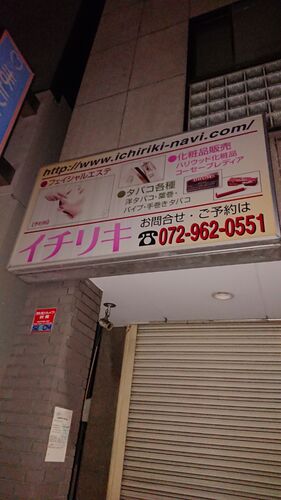 http://www.ichiriki-navi.com/
●フェイシャルエステ
●タバコ各種
洋タバコ・葉巻・
パイプ・手巻きタバコ
●化粧品販売
ハリウッド化粧品
コーセープレディア
イチリキ
お問合せ・ご予約は
☎072-962-0551